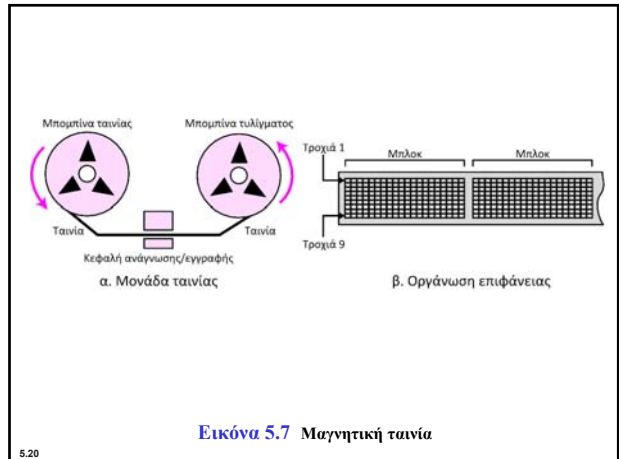 Μπομπίνα ταινίας
Μπομπίνα τυλίγματος
Ταινία
Ταινία
Κεφαλή ανάγνωσης/εγγραφής
α. Μονάδα ταινίας
Τροχιά 1
Μπλοκ
Μπλοκ
Τροχιά 9
β. Οργάνωση επιφάνειας
Εικόνα 5.7 Μαγνητική ταινία
5.20